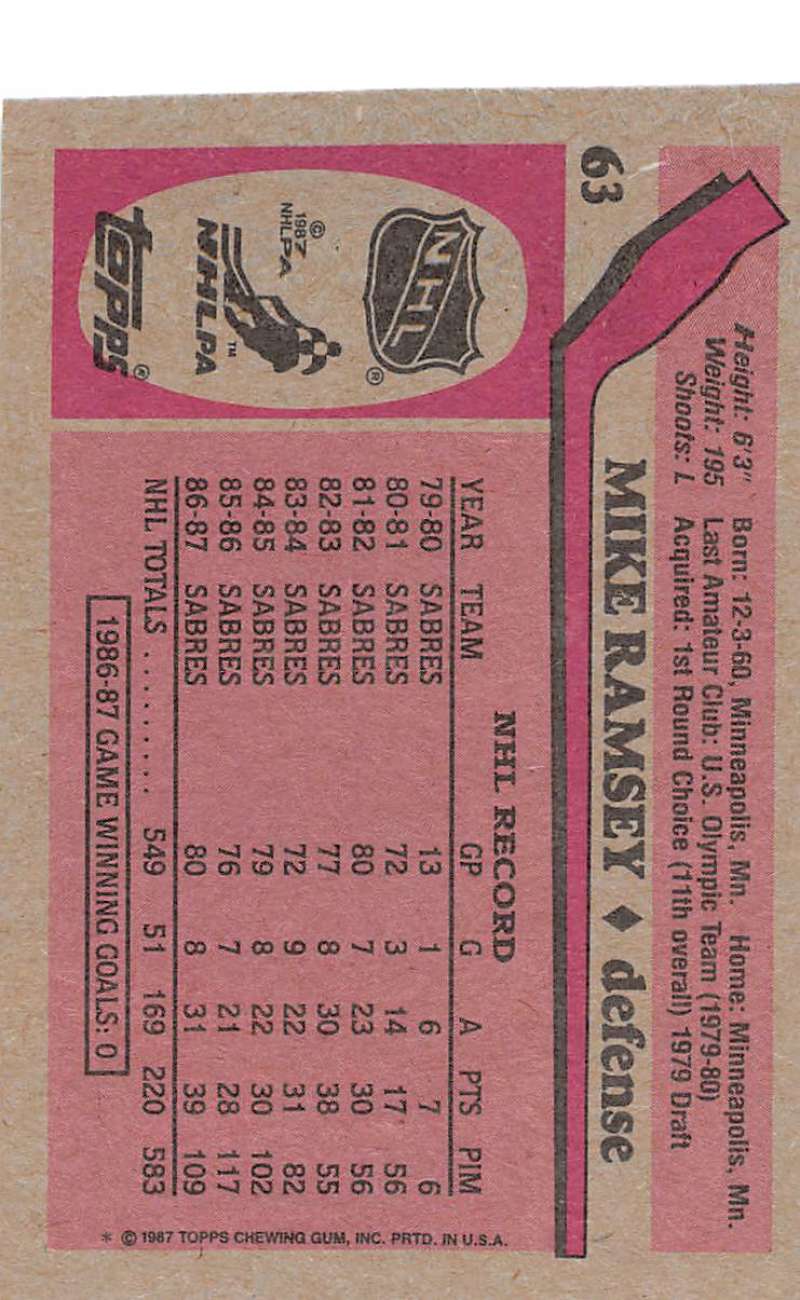 63
Height: 6'3" Born: 12-3-60, Minneapolis, Mn. Home: Minneapolis, Mn.
Weight: 195 Last Amateur Club: U.S. Olympic Team (1979-80)
Shoots: L Acquired: 1st Round Choice (11th overall) 1979 Draft
MIKE RAMSEY ♦ defense
NHL ®
© 1987 NHLPA
NHLPA ™
topps ®
NHL RECORD
YEAR TEAM GP G A PTS PIM
79-80 SABRES 13 1 6 7 6
80-81 SABRES 72 3 14 17 56
81-82 SABRES 80 7 23 30 56
82-83 SABRES 77 8 30 38 55
83-84 SABRES 72 9 22 31 82
84-85 SABRES 79 8 22 30 102
85-86 SABRES 76 7 21 28 117
86-87 SABRES 80 8 31 39 109
NHL TOTALS .......... 549 51 169 220 583
1986-87 GAME WINNING GOALS: 0
* © 1987 TOPPS CHEWING GUM, INC. PRTD. IN U.S.A.